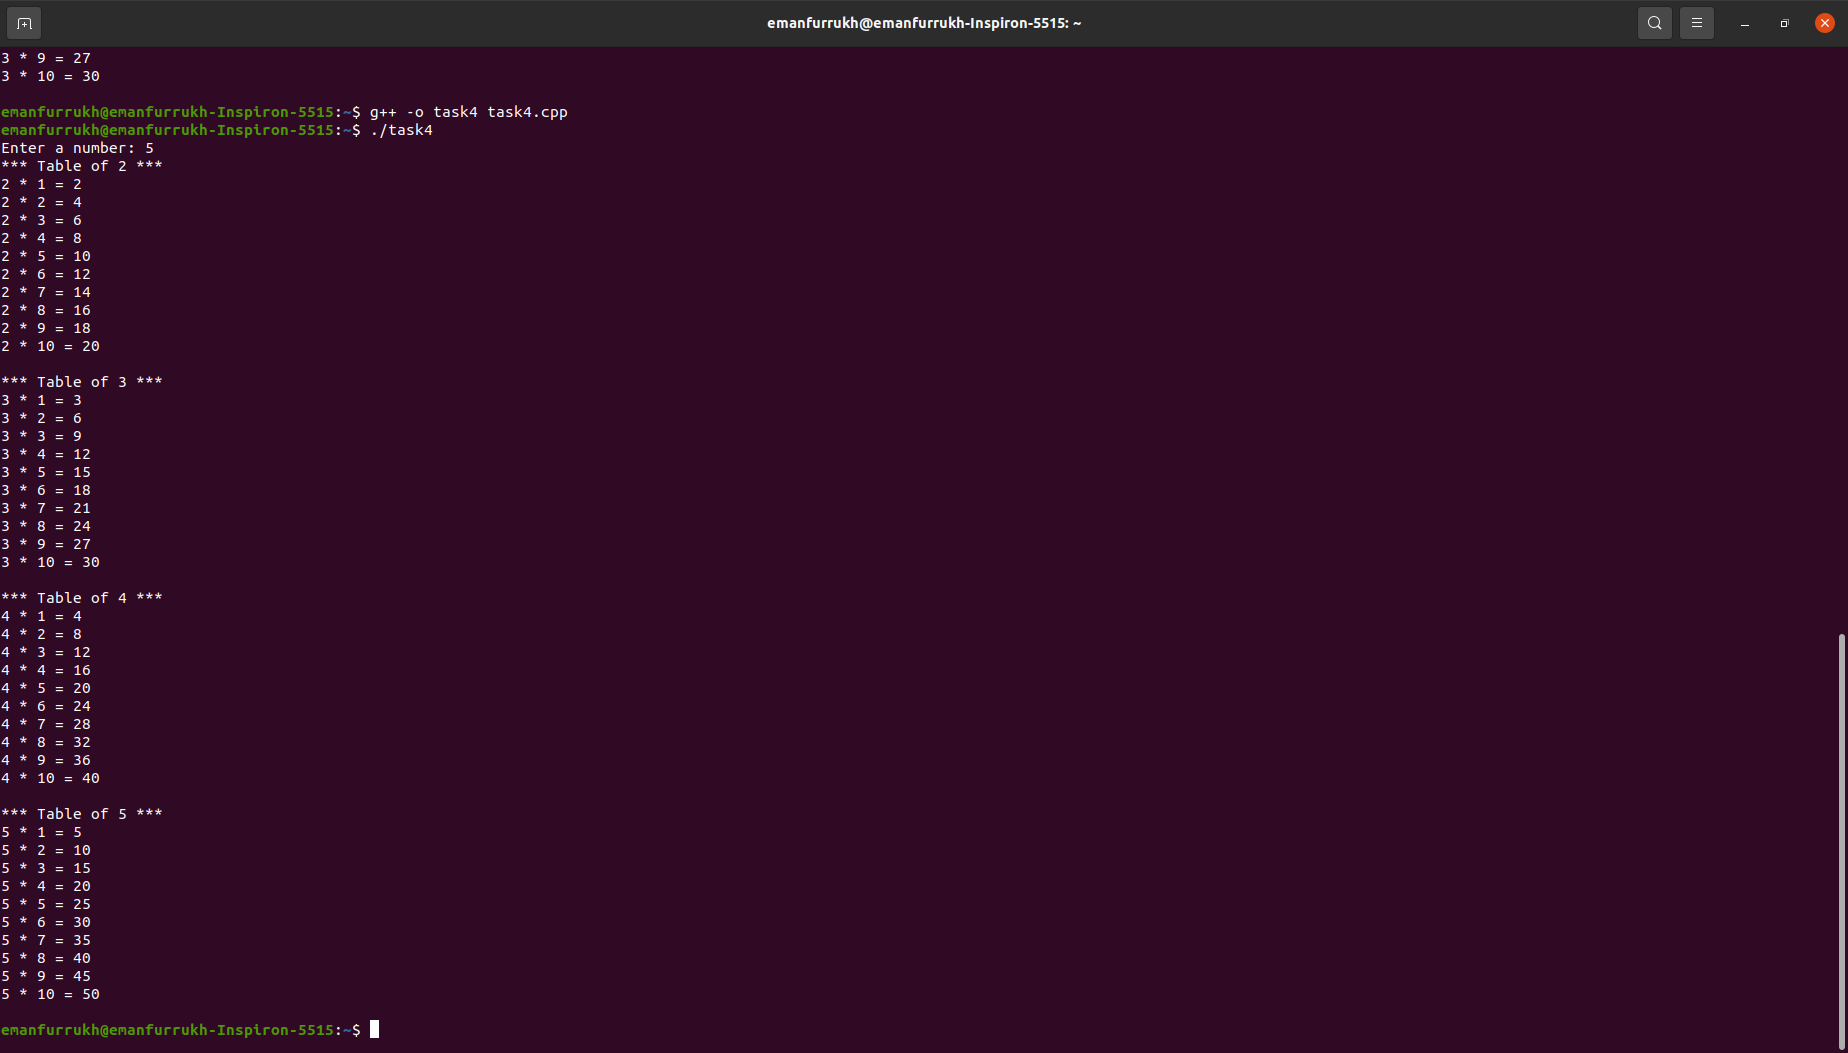 emanfurrukh@emanfurrukh-Inspiron-5515: ~
3 * 9 = 27
3 * 10 = 30
emanfurrukh@emanfurrukh-Inspiron-5515:~$ g++ -o task4 task4.cpp
emanfurrukh@emanfurrukh-Inspiron-5515:~$ ./task4
Enter a number: 5
*** Table of 2 ***
2 * 1 = 2
2 * 2 = 4
2 * 3 = 6
2 * 4 = 8
2 * 5 = 10
2 * 6 = 12
2 * 7 = 14
2 * 8 = 16
2 * 9 = 18
2 * 10 = 20
*** Table of 3 ***
3 * 1 = 3
3 * 2 = 6
3 * 3 = 9
3 * 4 = 12
3 * 5 = 15
3 * 6 = 18
3 * 7 = 21
3 * 8 = 24
3 * 9 = 27
3 * 10 = 30
*** Table of 4 ***
4 * 1 = 4
4 * 2 = 8
4 * 3 = 12
4 * 4 = 16
4 * 5 = 20
4 * 6 = 24
4 * 7 = 28
4 * 8 = 32
4 * 9 = 36
4 * 10 = 40
*** Table of 5 ***
5 * 1 = 5
5 * 2 = 10
5 * 3 = 15
5 * 4 = 20
5 * 5 = 25
5 * 6 = 30
5 * 7 = 35
5 * 8 = 40
5 * 9 = 45
5 * 10 = 50
emanfurrukh@emanfurrukh-Inspiron-5515:~$